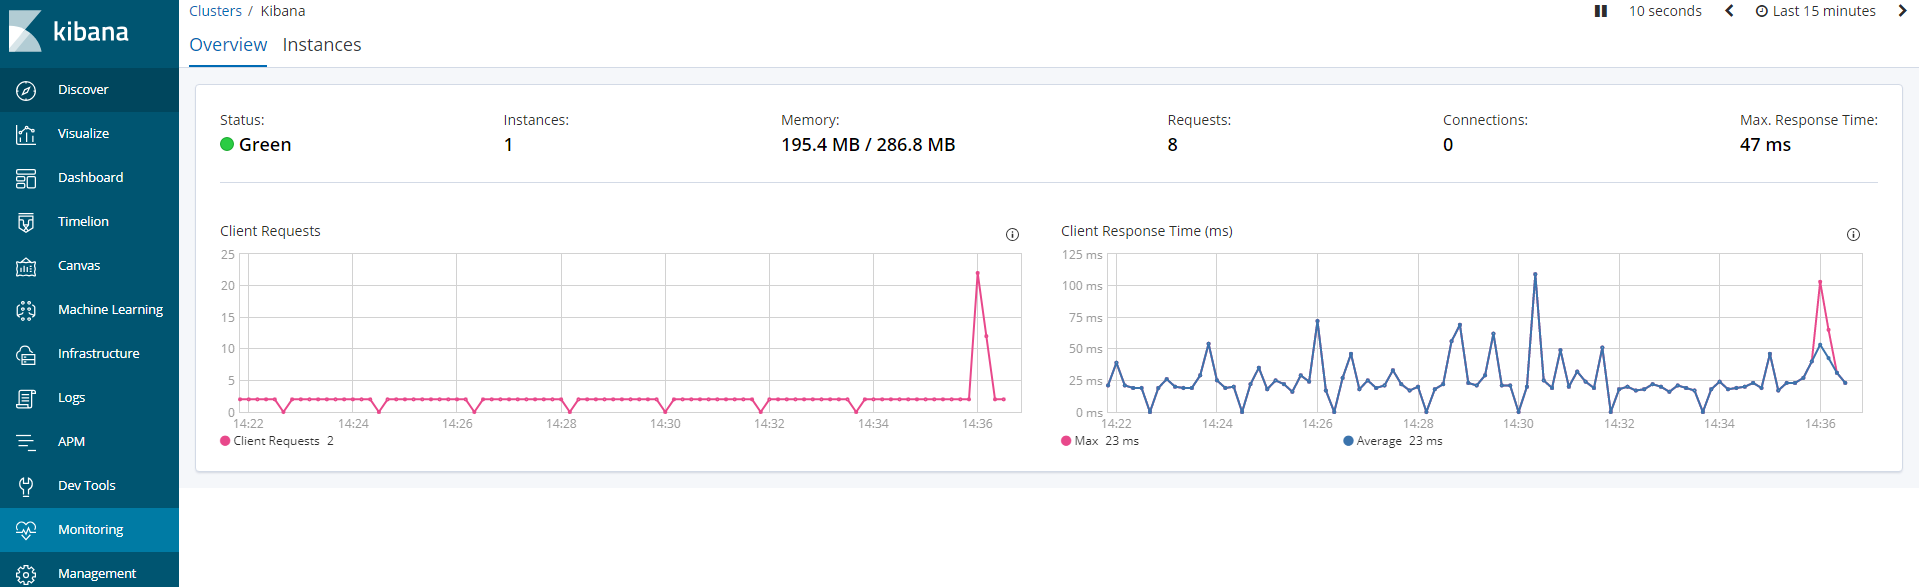 kibana
Discover
Visualize
Dashboard
Timelion
Canvas
Machine Learning
Infrastructure
Logs
APM
Dev Tools
Monitoring
Management
Clusters / Kibana
10 seconds
Last 15 minutes
Overview Instances
Status: Instances: Memory: Requests: Connections: Max. Response Time:
Green 1 195.4 MB / 286.8 MB 8 0 47 ms
Client Requests
25
20
15
10
5
0
14:22 14:24 14:26 14:28 14:30 14:32 14:34 14:36
Client Requests 2
Client Response Time (ms)
125 ms
100 ms
75 ms
50 ms
25 ms
0 ms
14:22 14:24 14:26 14:28 14:30 14:32 14:34 14:36
Max 23 ms Average 23 ms